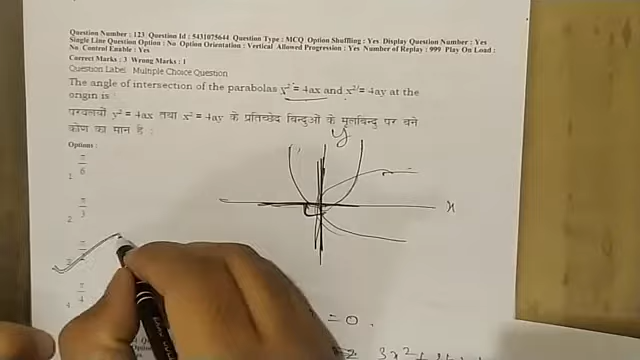 Question Number : 123 Question Id : 5431075644 Question Type : MCQ Option Shuffling : Yes Display Question Number : Yes
Single Line Question Option : No Option Orientation : Vertical Allowed Progression : Yes Number of Replay : 999 Play On Load :
No Control Enable : Yes
Correct Marks : 3 Wrong Marks : 1
Question Label : Multiple Choice Question
The angle of intersection of the parabolas y² = 4ax and x² = 4ay at the
origin is :
परवलयों y² = 4ax तथा x² = 4ay के प्रतिच्छेद बिन्दुओं के मूलबिन्दु पर बने
कोण का मान है :
Options :
π/6
1
π/3
2
π
π/4
4
y
x
= 0 ,
3x²